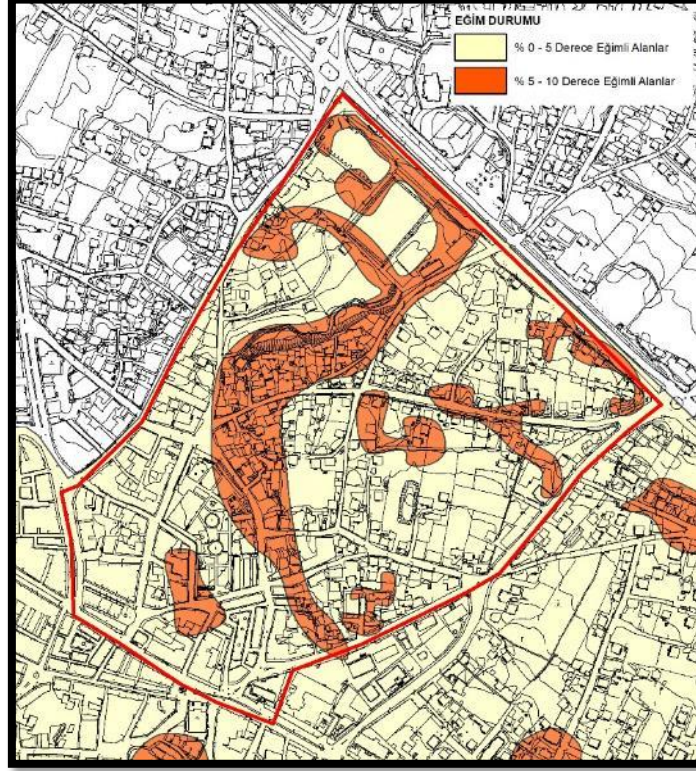 EĞİM DURUMU
% 0 - 5 Derece Eğimli Alanlar
% 5 - 10 Derece Eğimli Alanlar